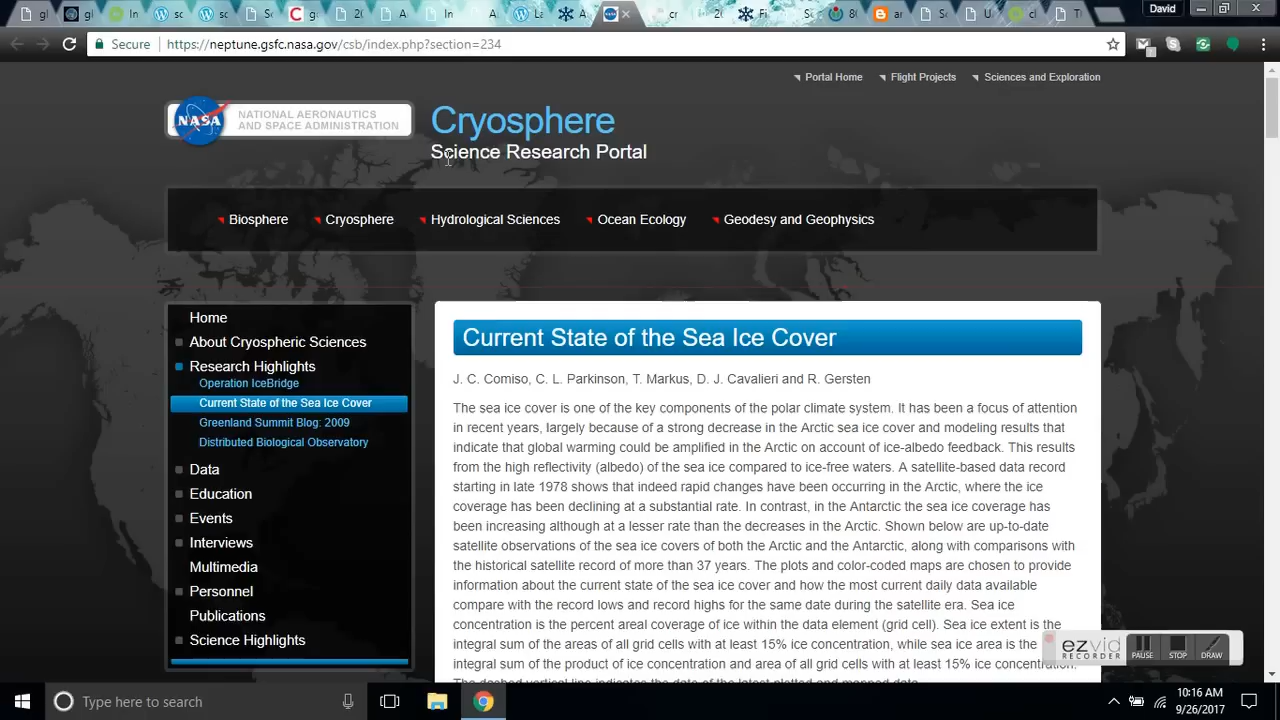 David
Secure https://neptune.gsfc.nasa.gov/csb/index.php?section=234
Portal Home Flight Projects Sciences and Exploration
NASA
NATIONAL AERONAUTICS
AND SPACE ADMINISTRATION
Cryosphere
Science Research Portal
Biosphere Cryosphere Hydrological Sciences Ocean Ecology Geodesy and Geophysics
Home
About Cryospheric Sciences
Research Highlights
Operation IceBridge
Current State of the Sea Ice Cover
Greenland Summit Blog: 2009
Distributed Biological Observatory
Data
Education
Events
Interviews
Multimedia
Personnel
Publications
Science Highlights
Current State of the Sea Ice Cover
J. C. Comiso, C. L. Parkinson, T. Markus, D. J. Cavalieri and R. Gersten
The sea ice cover is one of the key components of the polar climate system. It has been a focus of attention
in recent years, largely because of a strong decrease in the Arctic sea ice cover and modeling results that
indicate that global warming could be amplified in the Arctic on account of ice-albedo feedback. This results
from the high reflectivity (albedo) of the sea ice compared to ice-free waters. A satellite-based data record
starting in late 1978 shows that indeed rapid changes have been occurring in the Arctic, where the ice
coverage has been declining at a substantial rate. In contrast, in the Antarctic the sea ice coverage has
been increasing although at a lesser rate than the decreases in the Arctic. Shown below are up-to-date
satellite observations of the sea ice covers of both the Arctic and the Antarctic, along with comparisons with
the historical satellite record of more than 37 years. The plots and color-coded maps are chosen to provide
information about the current state of the sea ice cover and how the most current daily data available
compare with the record lows and record highs for the same date during the satellite era. Sea ice
concentration is the percent areal coverage of ice within the data element (grid cell). Sea ice extent is the
integral sum of the areas of all grid cells with at least 15% ice concentration, while sea ice area is the
integral sum of the product of ice concentration and area of all grid cells with at least 15% ice concentration.
The dashed vertical line indicates the date of the latest plotted and mapped data.
ezvid
RECORDER
PAUSE STOP DRAW
Type here to search
10:16 AM
9/26/2017